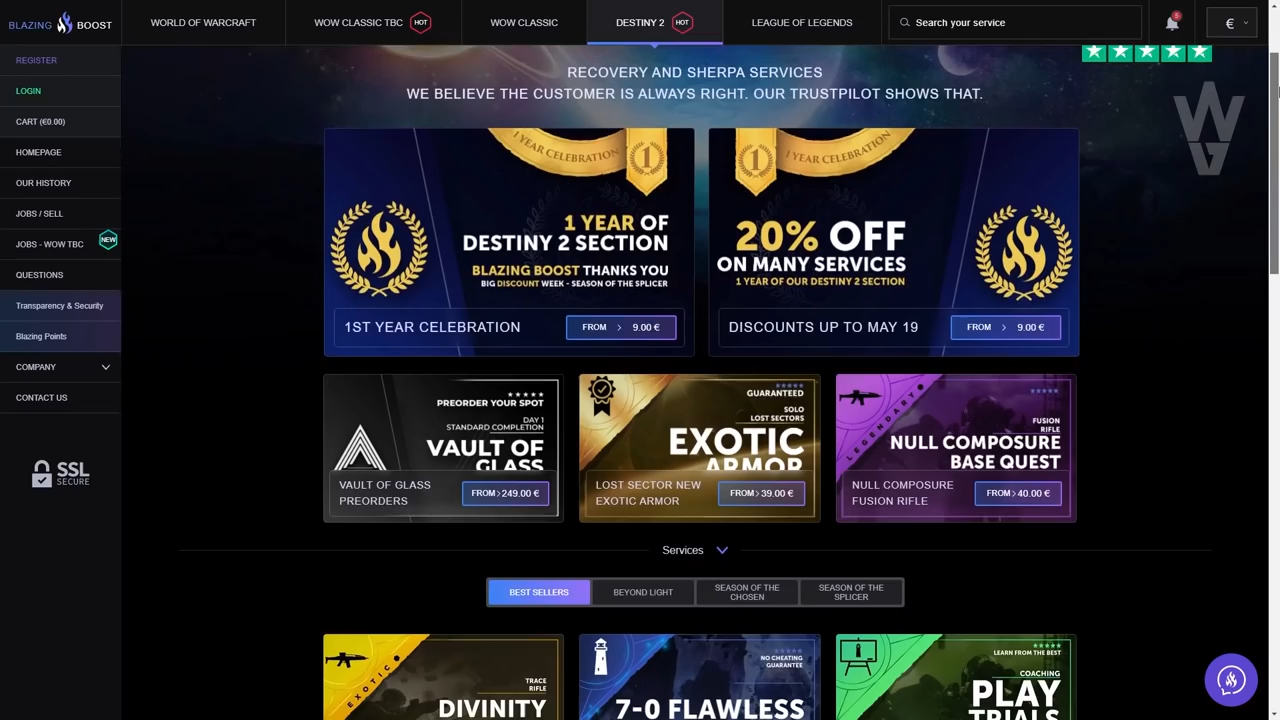 BLAZING BOOST
WORLD OF WARCRAFT
WOW CLASSIC TBC
HOT
WOW CLASSIC
DESTINY 2
HOT
LEAGUE OF LEGENDS
Search your service
€
REGISTER
LOGIN
CART (€0.00)
HOMEPAGE
OUR HISTORY
JOBS / SELL
JOBS - WOW TBC
NEW
QUESTIONS
Transparency & Security
Blazing Points
COMPANY
CONTACT
SSL
SECURE
RECOVERY AND SHERPA SERVICES
WE BELIEVE THE CUSTOMER IS ALWAYS RIGHT. OUR TRUSTPILOT SHOWS THAT.
1 YEAR CELEBRATION
1
1 YEAR OF
DESTINY 2 SECTION
BLAZING BOOST THANKS YOU
BIG DISCOUNT WEEK - SEASON OF THE SPLICER
1ST YEAR CELEBRATION
FROM > 9.00 €
1
1 YEAR CELEBRATION
20% OFF
ON MANY SERVICES
1 YEAR OF OUR DESTINY 2 SECTION
DISCOUNTS UP TO MAY 19
FROM > 9.00 €
PREORDER YOUR SPOT
DAY 1
STANDARD COMPLETION
VAULT OF
GLASS
VAULT OF GLASS
PREORDERS
FROM > 249.00 €
GUARANTEED
SOLO
LOST SECTORS
EXOTIC
ARMOR
LOST SECTOR NEW
EXOTIC ARMOR
FROM > 39.00 €
LEGENDARY
FUSION
RIFLE
NULL COMPOSURE
BASE QUEST
NULL COMPOSURE
FUSION RIFLE
FROM > 40.00 €
Services
BEST SELLERS
BEYOND LIGHT
SEASON OF THE
CHOSEN
SEASON OF THE
SPLICER
EXOTIC
TRACE
RIFLE
DIVINITY
NO CHEATING
GUARANTEE
7-0 FLAWLESS
LEARN FROM THE BEST
COACHING
PLAY
TRIALS